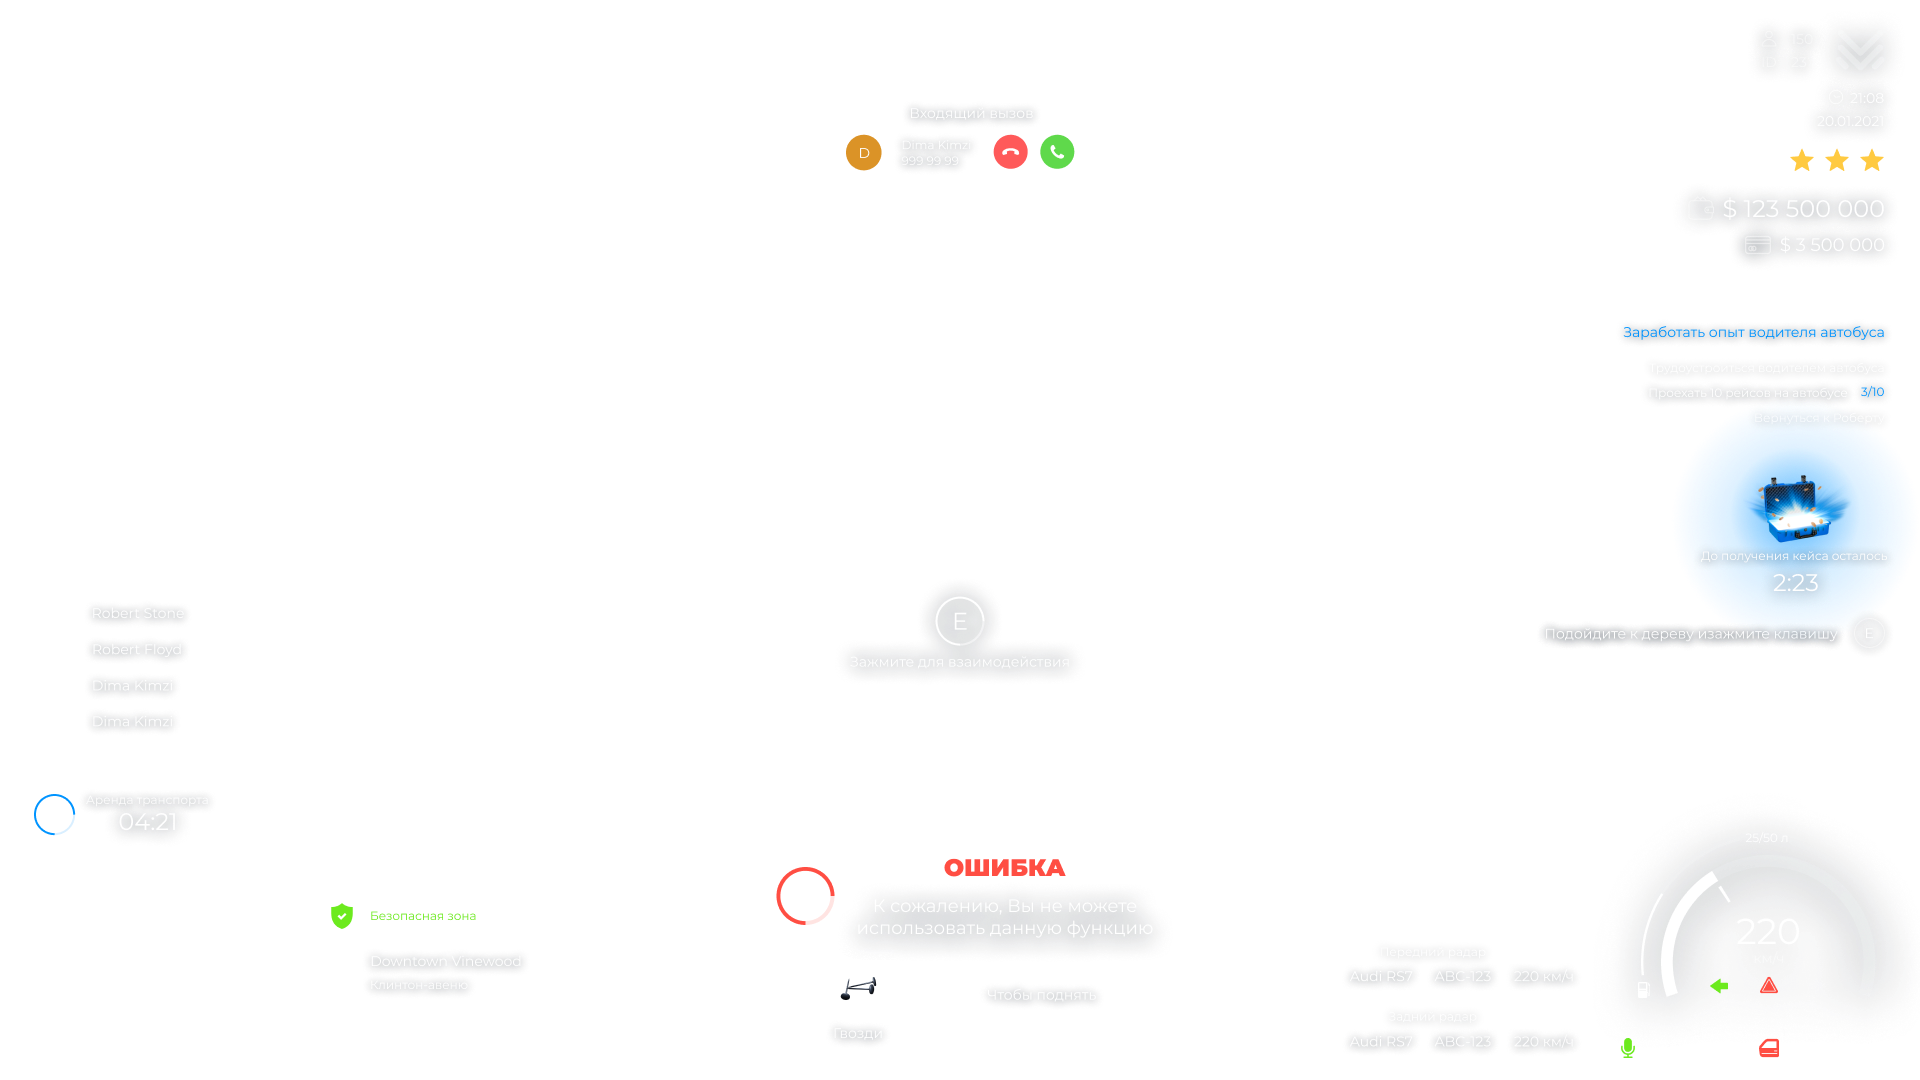 Входящий вызов
D
Dima Kimzi
999 99 99
21:08
20.01.2021
$ 123 500 000
$ 3 500 000
Заработать опыт водителя автобуса
Трудоустроиться водителем автобуса
Проехать 10 рейсов на автобусе 3/10
Вернуться к Роберту
До получения кейса осталось
2:23
Подойдите к дереву изажмите клавишу E
E
Зажмите для взаимодействия
Robert Stone
Robert Floyd
Dima Kimzi
Dima Kimzi
Аренда транспорта
04:21
Безопасная зона
Downtown Vinewood
Клинтон-авеню
ОШИБКА
К сожалению, Вы не можете
использовать данную функцию
Чтобы поднять
Гвозди
Передний радар
Audi RS7 ABC-123 220 км/ч
Задний радар
Audi RS7 ABC-123 220 км/ч
25/50 л.
220